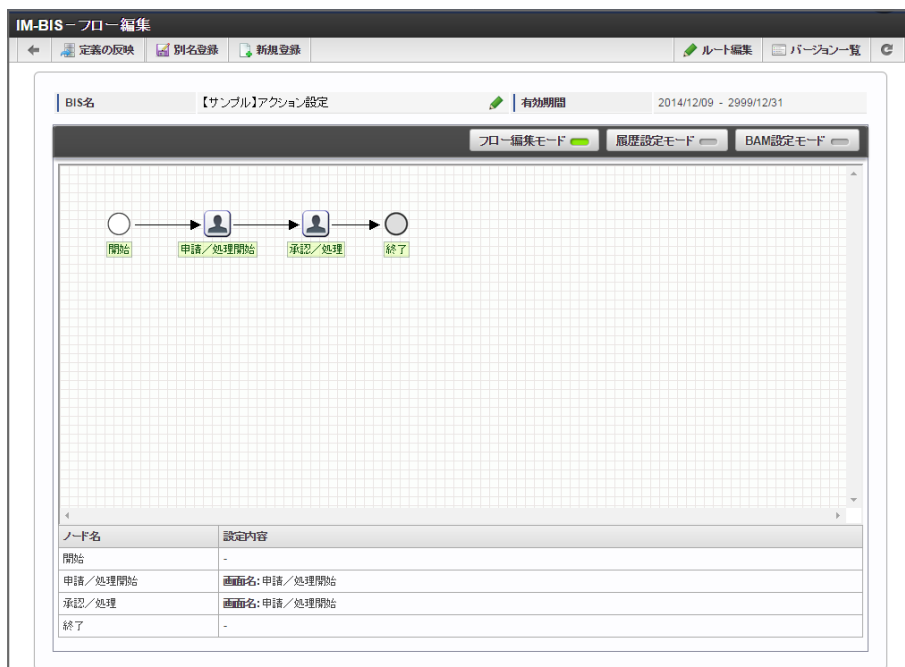 IM-BIS－フロー編集
定義の反映 別名登録 新規登録 ルート編集 バージョン一覧
BIS名 【サンプル】アクション設定 有効期間 2014/12/09 - 2999/12/31
フロー編集モード 履歴設定モード BAM設定モード
開始 申請／処理開始 承認／処理 終了
ノード名 設定内容
開始 -
申請／処理開始 画面名:申請／処理開始
承認／処理 画面名:申請／処理開始
終了 -